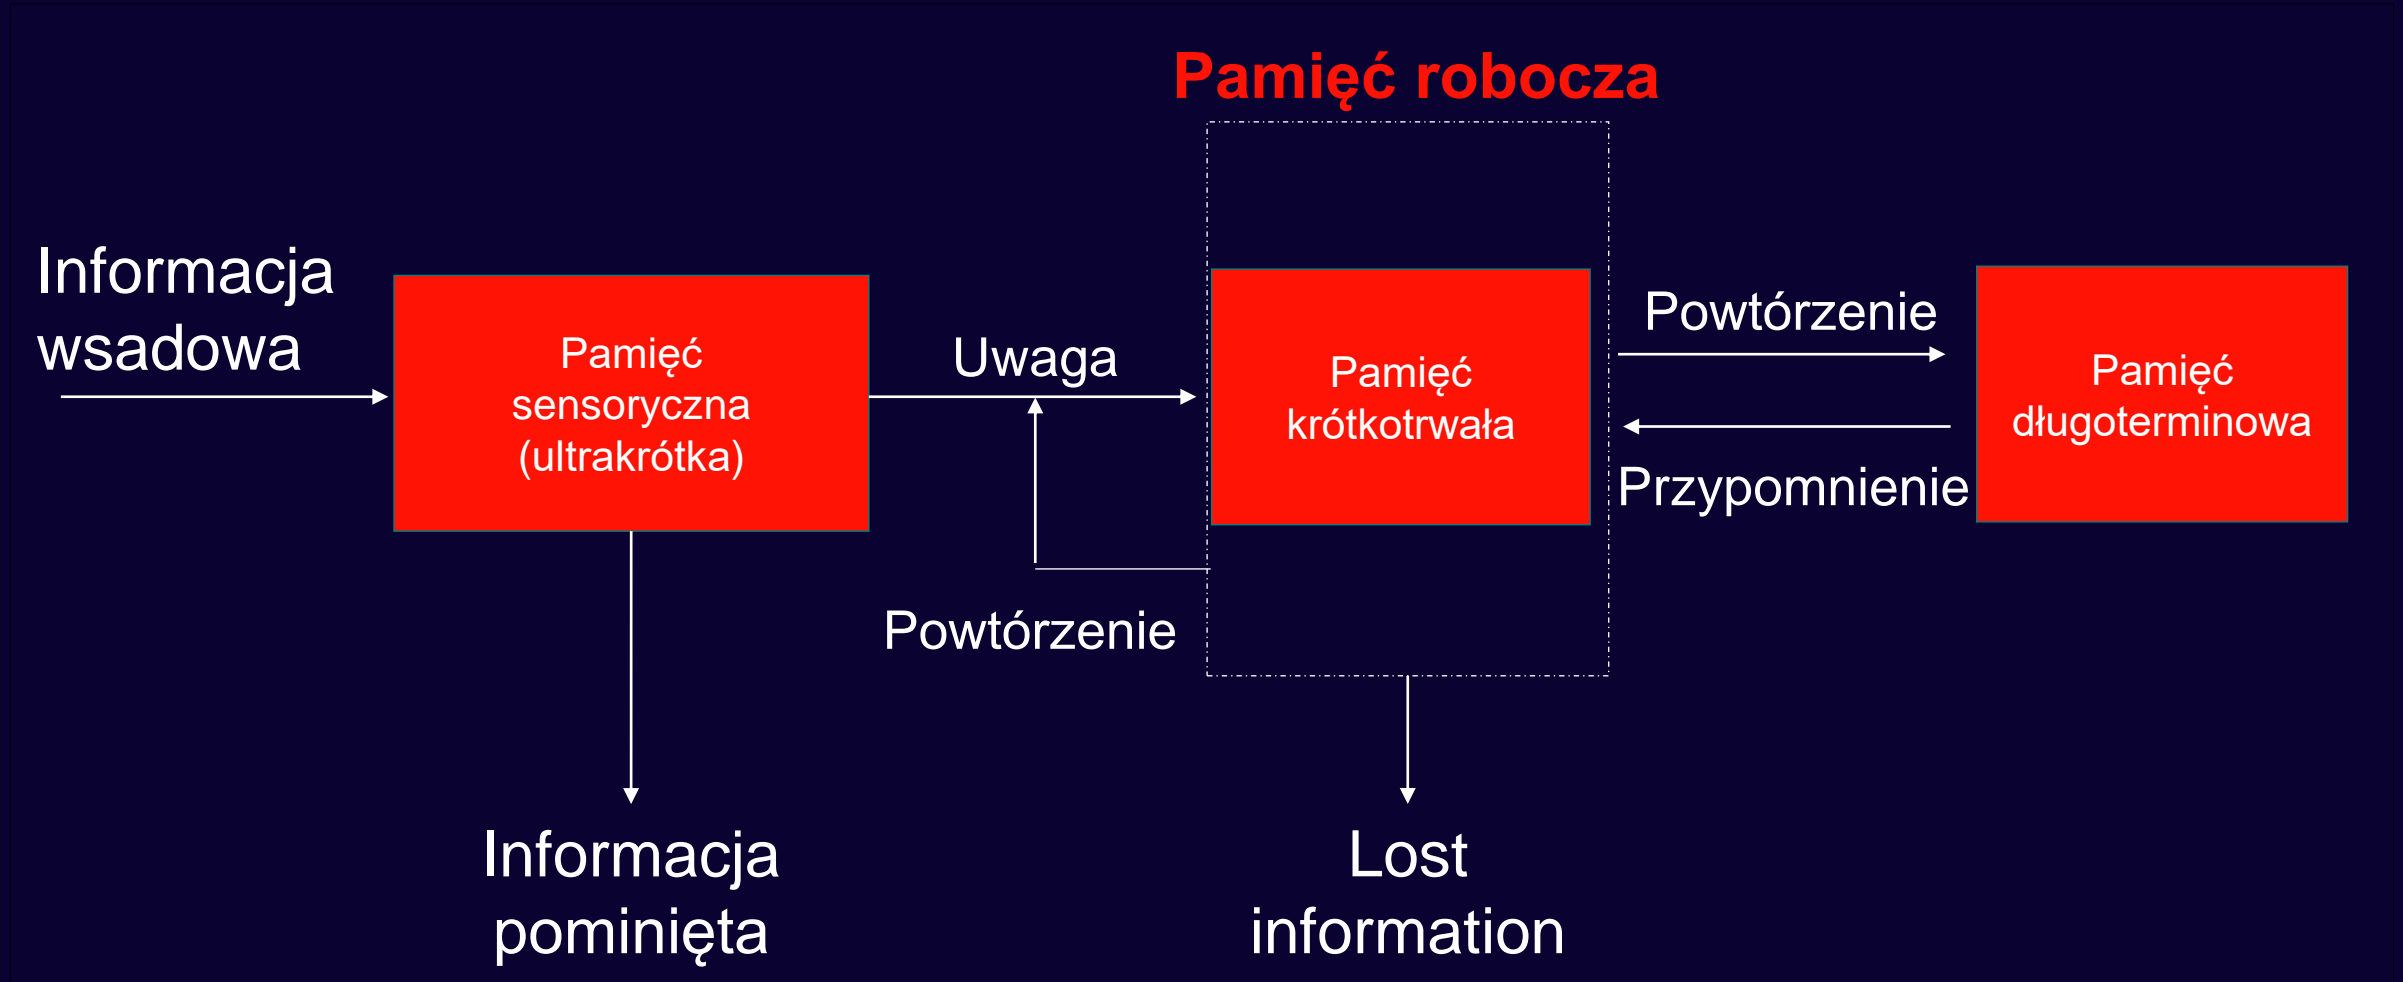 Pamięć robocza
Informacja
wsadowa
Pamięć
sensoryczna
(ultrakrótka)
Uwaga
Powtórzenie
Pamięć
krótkotrwała
Powtórzenie
Przypomnienie
Pamięć
długoterminowa
Informacja
pominięta
Lost
information